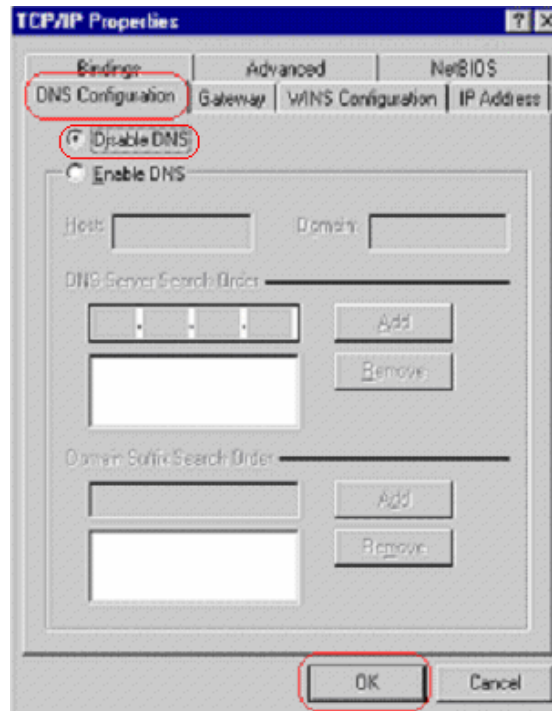 TCP/IP Properties
Bindings Advanced NetBIOS
DNS Configuration Gateway WINS Configuration IP Address
Disable DNS
Enable DNS
Host: Domain:
DNS Server Search Order
Add
Remove
Domain Suffix Search Order
Add
Remove
OK Cancel